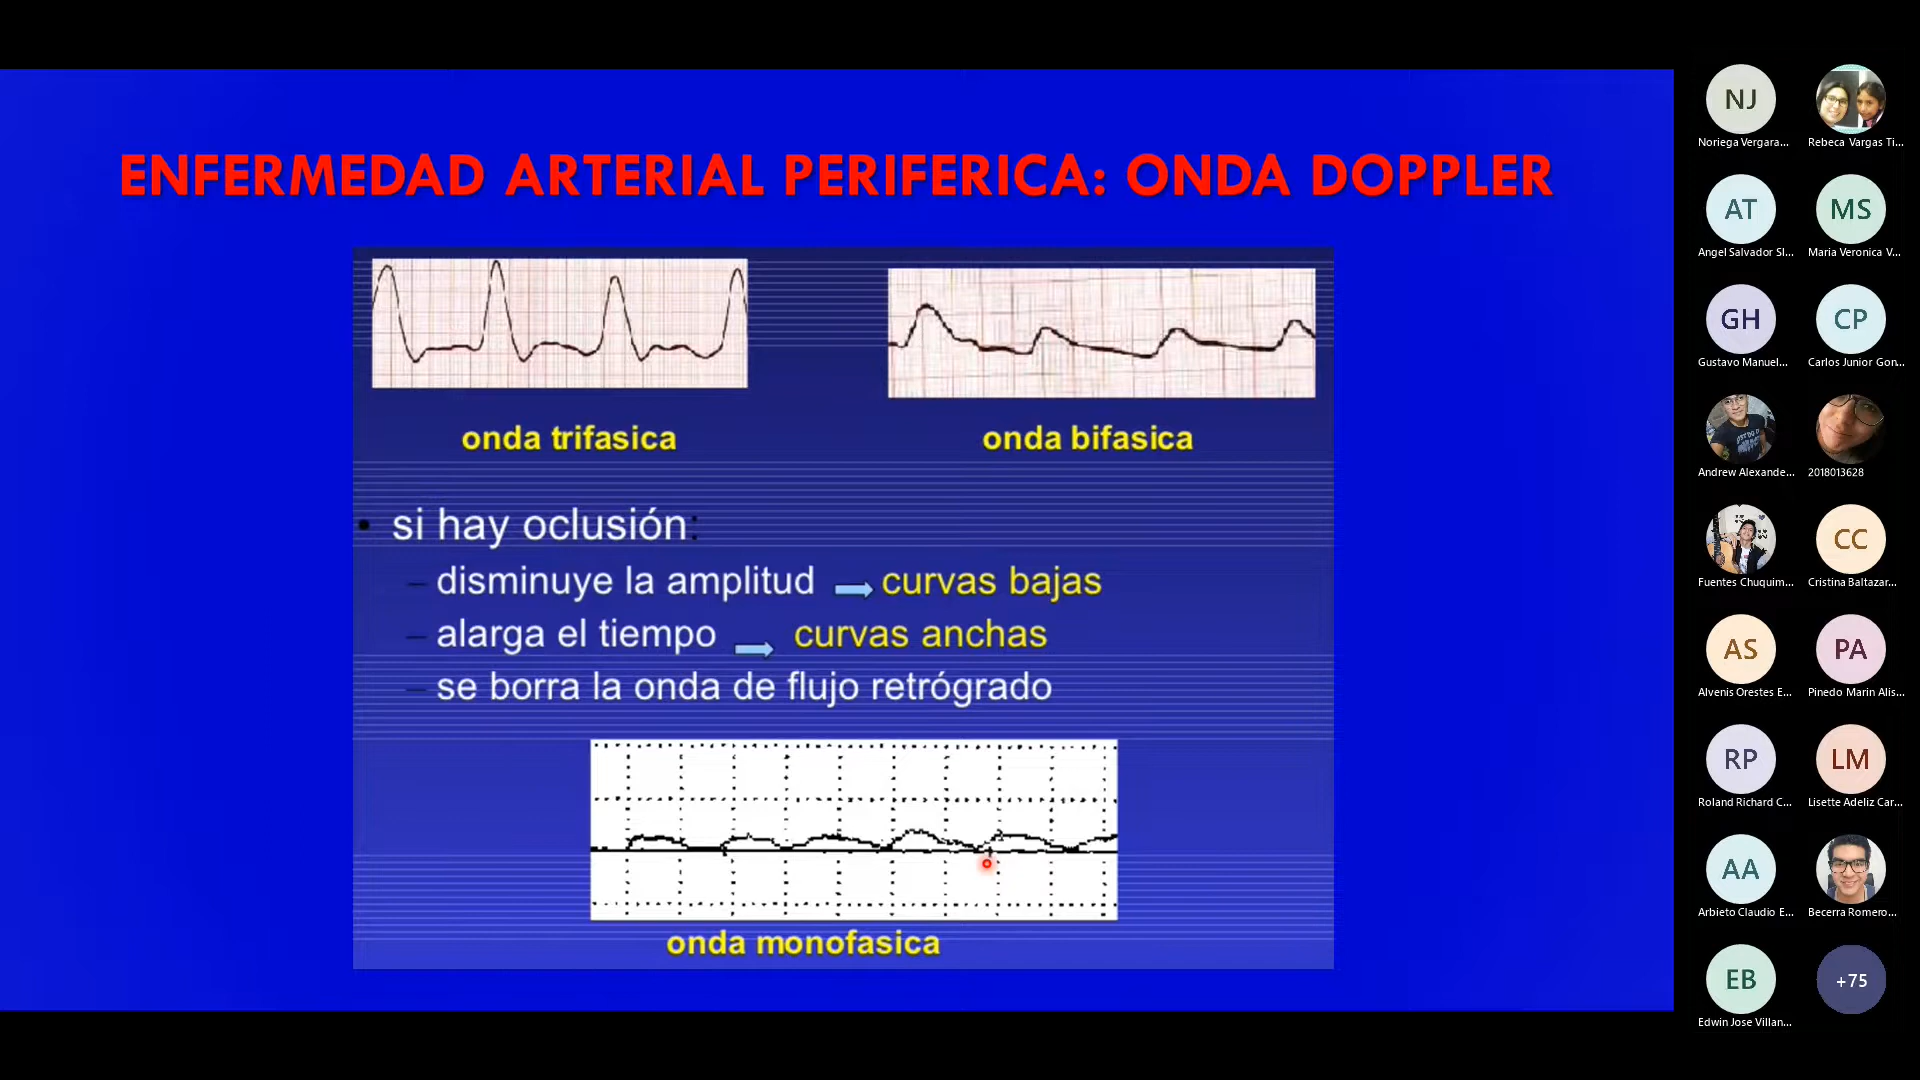 ENFERMEDAD ARTERIAL PERIFERICA: ONDA DOPPLER
onda trifasica
onda bifasica
• si hay oclusión:
– disminuye la amplitud curvas bajas
– alarga el tiempo curvas anchas
– se borra la onda de flujo retrógrado
onda monofasica
NJ
Noriega Vergara...
Rebeca Vargas Ti...
AT
Angel Salvador Sl...
MS
Maria Veronica V...
GH
Gustavo Manuel...
CP
Carlos Junior Gon...
Andrew Alexande...
2018013628
Fuentes Chuquim...
CC
Cristina Baltazar...
AS
Alvenis Orestes E...
PA
Pinedo Marin Alis...
RP
Roland Richard C...
LM
Lisette Adeliz Car...
AA
Arbieto Claudio E...
Becerra Romero...
EB
Edwin Jose Villan...
+75